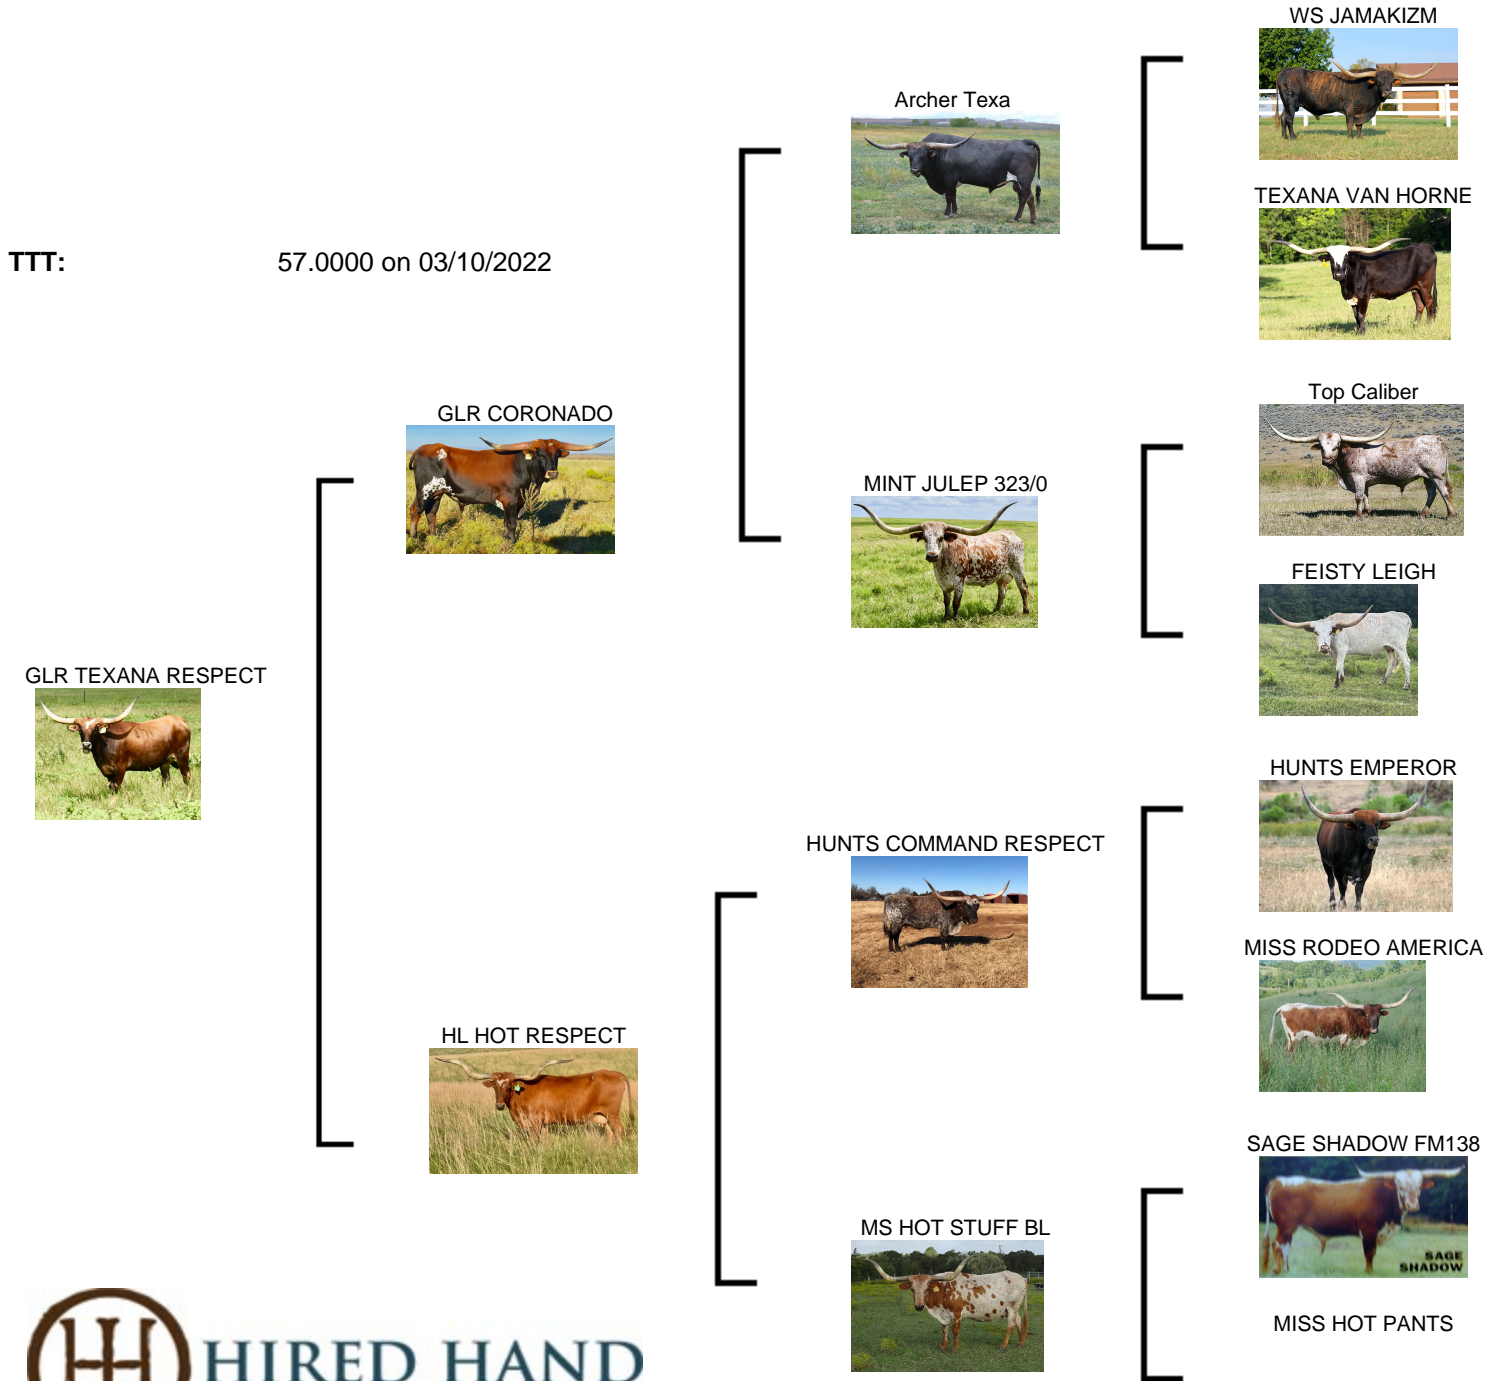 WS JAMAKIZM
Archer Texa
TEXANA VAN HORNE
TTT: 57.0000 on 03/10/2022
Top Caliber
GLR CORONADO
MINT JULEP 323/0
FEISTY LEIGH
GLR TEXANA RESPECT
HUNTS EMPEROR
HUNTS COMMAND RESPECT
MISS RODEO AMERICA
HL HOT RESPECT
SAGE SHADOW FM138
MS HOT STUFF BL
SAGE
SHADOW
MISS HOT PANTS
HIRED HAND